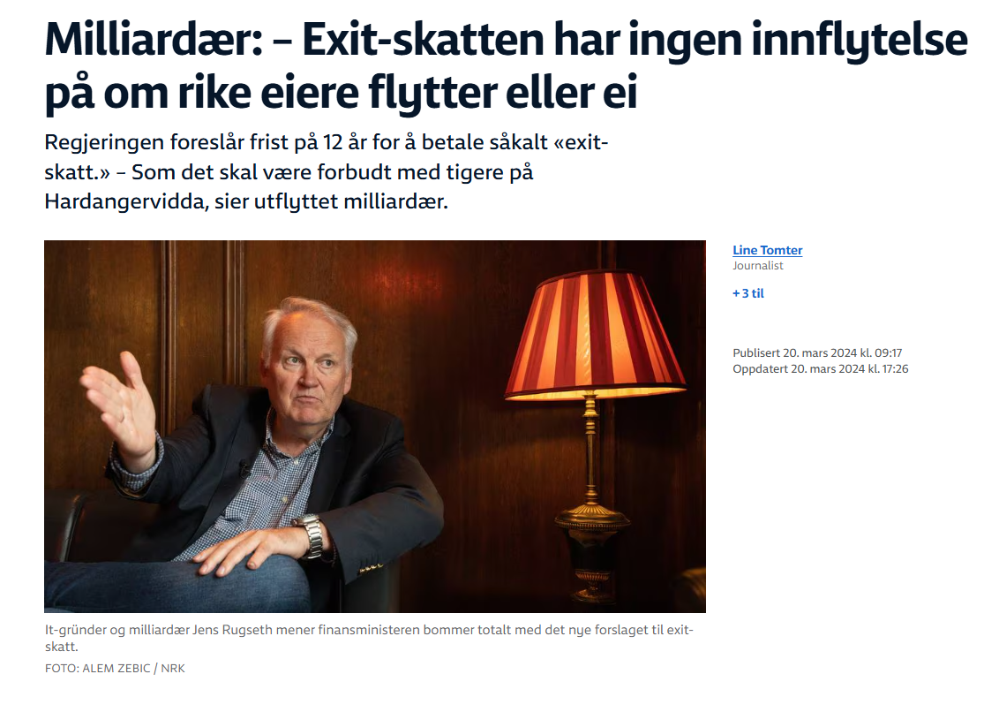 Milliardær: – Exit-skatten har ingen innflytelse
på om rike eiere flytter eller ei
Regjeringen foreslår frist på 12 år for å betale såkalt «exit-
skatt.» – Som det skal være forbudt med tigere på
Hardangervidda, sier utflyttet milliardær.
Line Tomter
Journalist
+ 3 til
Publisert 20. mars 2024 kl. 09:17
Oppdatert 20. mars 2024 kl. 17:26
It-gründer og milliardær Jens Rugseth mener finansministeren bommer totalt med det nye forslaget til exit-
skatt.
FOTO: ALEM ZEBIC / NRK